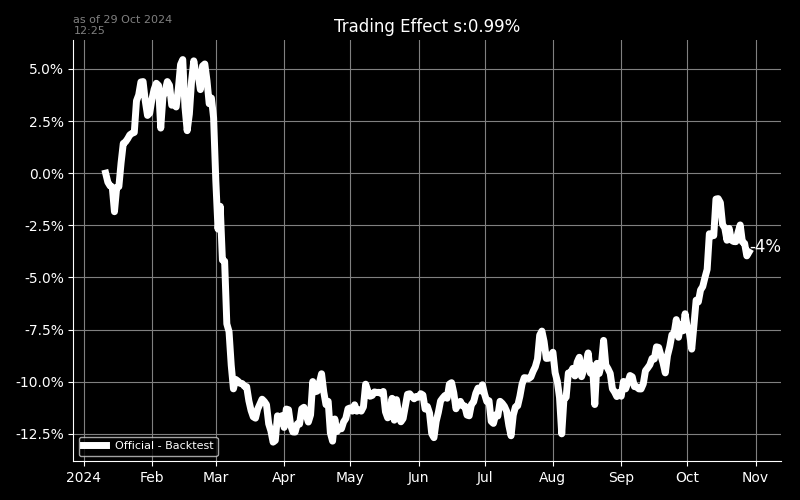 as of 29 Oct 2024
12:25
Trading Effect s:0.99%
5.0%
2.5%
0.0%
-2.5%
-5.0%
-7.5%
-10.0%
-12.5%
-4%
Official - Backtest
2024 Feb Mar Apr May Jun Jul Aug Sep Oct Nov